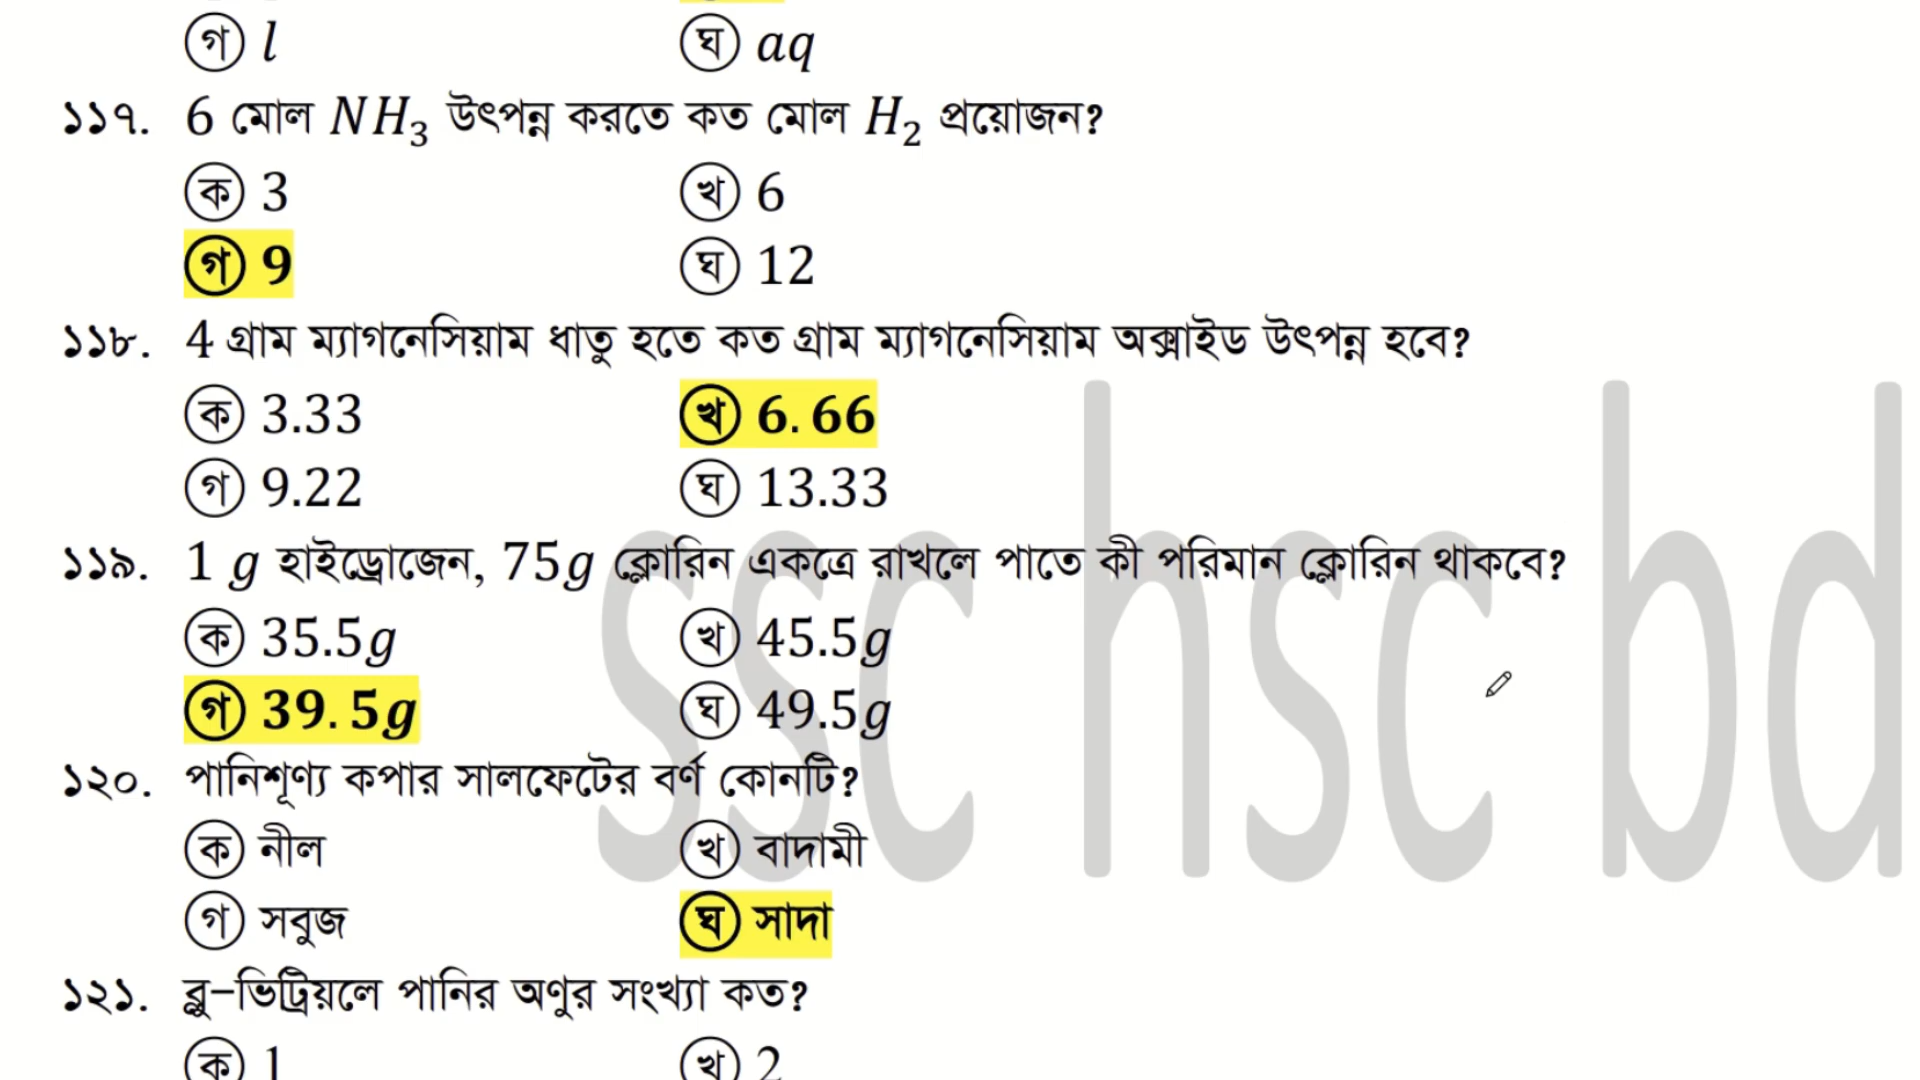 গ l ঘ aq
১১৭. 6 মোল NH₃ উৎপন্ন করতে কত মোল H₂ প্রয়োজন?
ক 3 খ 6
গ 9 ঘ 12
১১৮. 4 গ্রাম ম্যাগনেসিয়াম ধাতু হতে কত গ্রাম ম্যাগনেসিয়াম অক্সাইড উৎপন্ন হবে?
ক 3.33 খ 6.66
গ 9.22 ঘ 13.33
১১৯. 1 g হাইড্রোজেন, 75g ক্লোরিন একত্রে রাখলে পাতে কী পরিমান ক্লোরিন থাকবে?
ক 35.5g খ 45.5g
গ 39.5g ঘ 49.5g
ssc hsc bd
১২০. পানিশূণ্য কপার সালফেটের বর্ণ কোনটি?
ক নীল খ বাদামী
গ সবুজ ঘ সাদা
১২১. ব্লু-ভিট্রিয়লে পানির অণুর সংখ্যা কত?
ক 1 খ 2